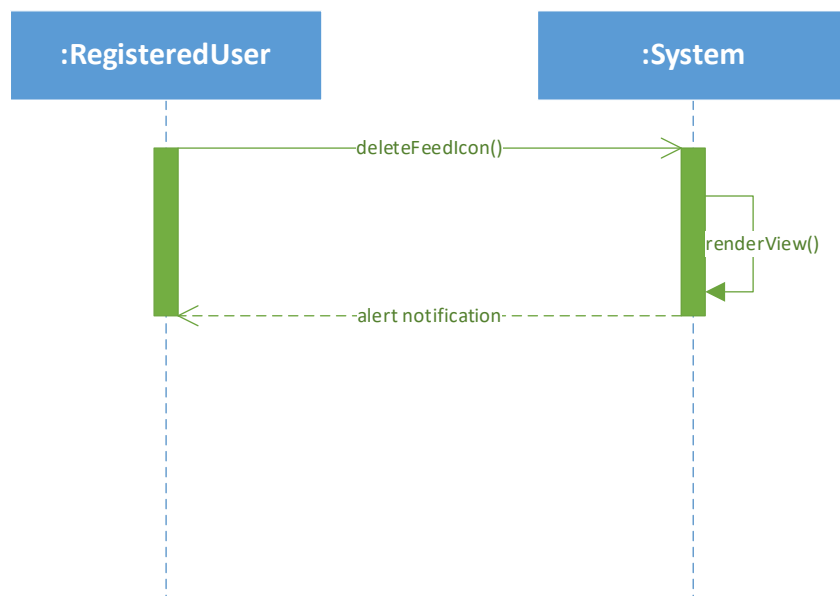 :RegisteredUser
:System
deleteFeedIcon()
renderView()
alert notification